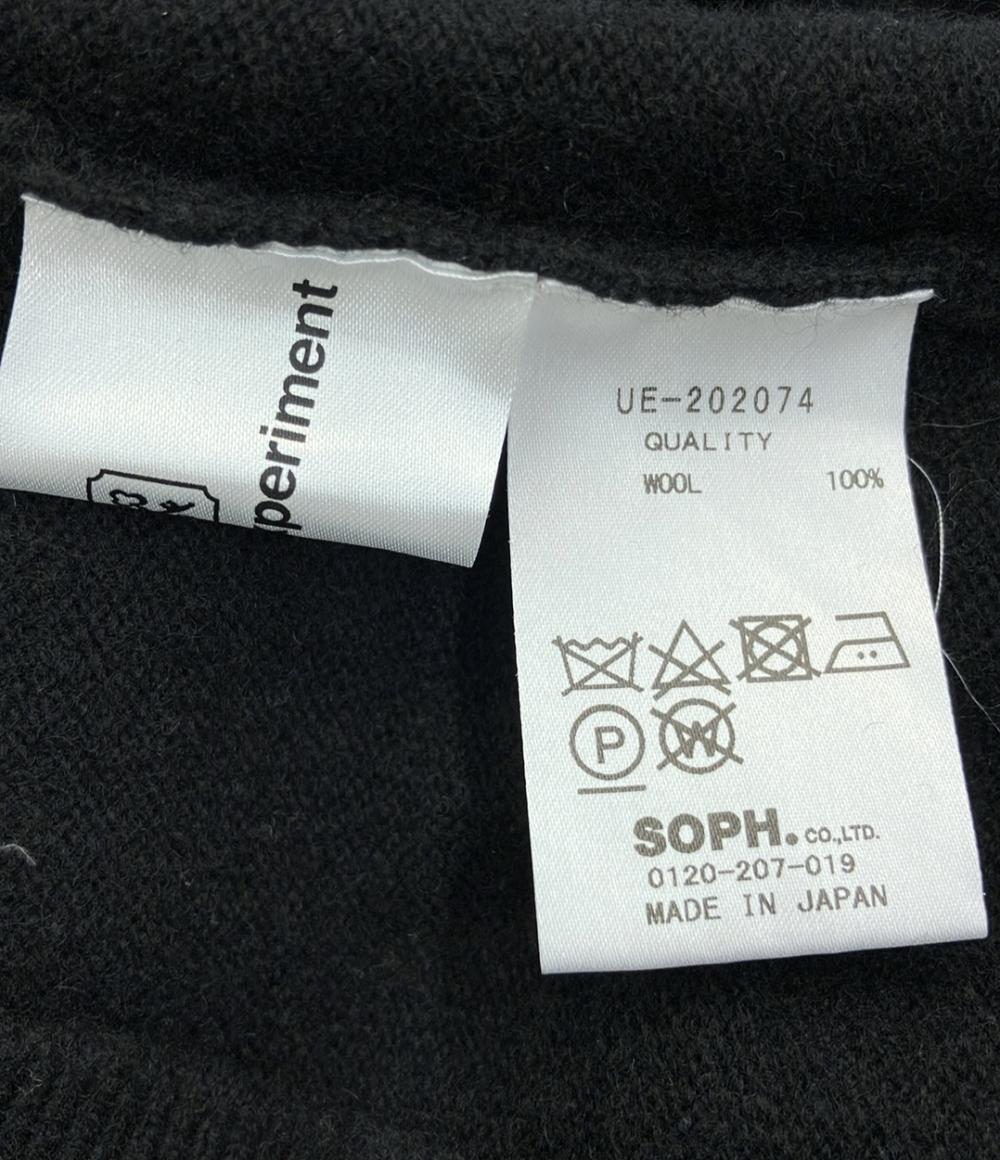 periment
UE-202074
QUALITY
WOOL 100%
P
W
SOPH. CO.,LTD.
0120-207-019
MADE IN JAPAN